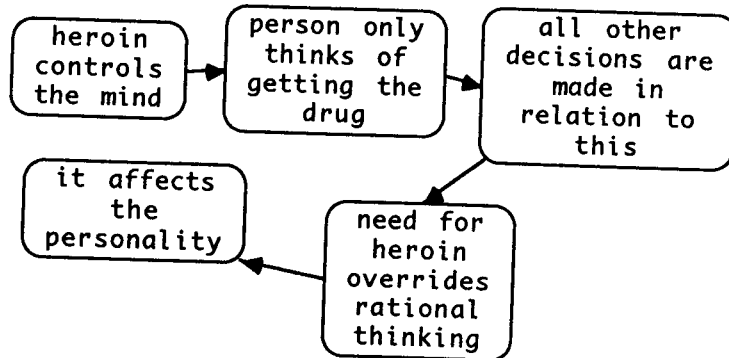 heroin
controls
the mind
person only
thinks of
getting the
drug
all other
decisions are
made in
relation to
this
need for
heroin
overrides
rational
thinking
it affects
the
personality